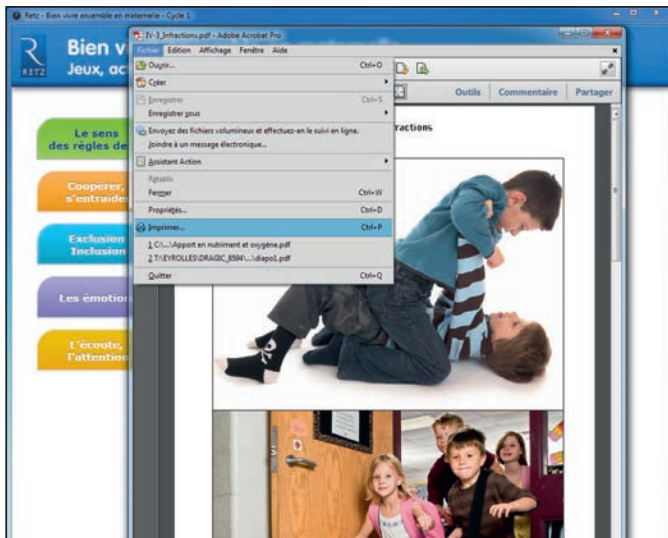 Retz - Bien vivre ensemble en maternelle - Cycle 1
IV-3_Infractions.pdf - Adobe Acrobat Pro
RETZ
Bien v
Jeux, ac
Fichier Edition Affichage Fenêtre Aide
Ouvrir... Ctrl+O
Créer
Enregistrer Ctrl+S
Enregistrer sous
Envoyez des fichiers volumineux et effectuez-en le suivi en ligne.
Joindre à un message électronique...
Assistant Action
Rétablir
Fermer Ctrl+W
Propriétés... Ctrl+D
Imprimer... Ctrl+P
1 C:\...\Apport en nutriment et oxygène.pdf
2 T:\EYROLLES\DRAGIC_8594\...\diapo1.pdf
Quitter Ctrl+Q
Outils Commentaire Partager
ractions
Le sens
des règles de
Coopérer,
s'entraide
Exclusion
Inclusion
Les émotion
L'écoute,
l'attention